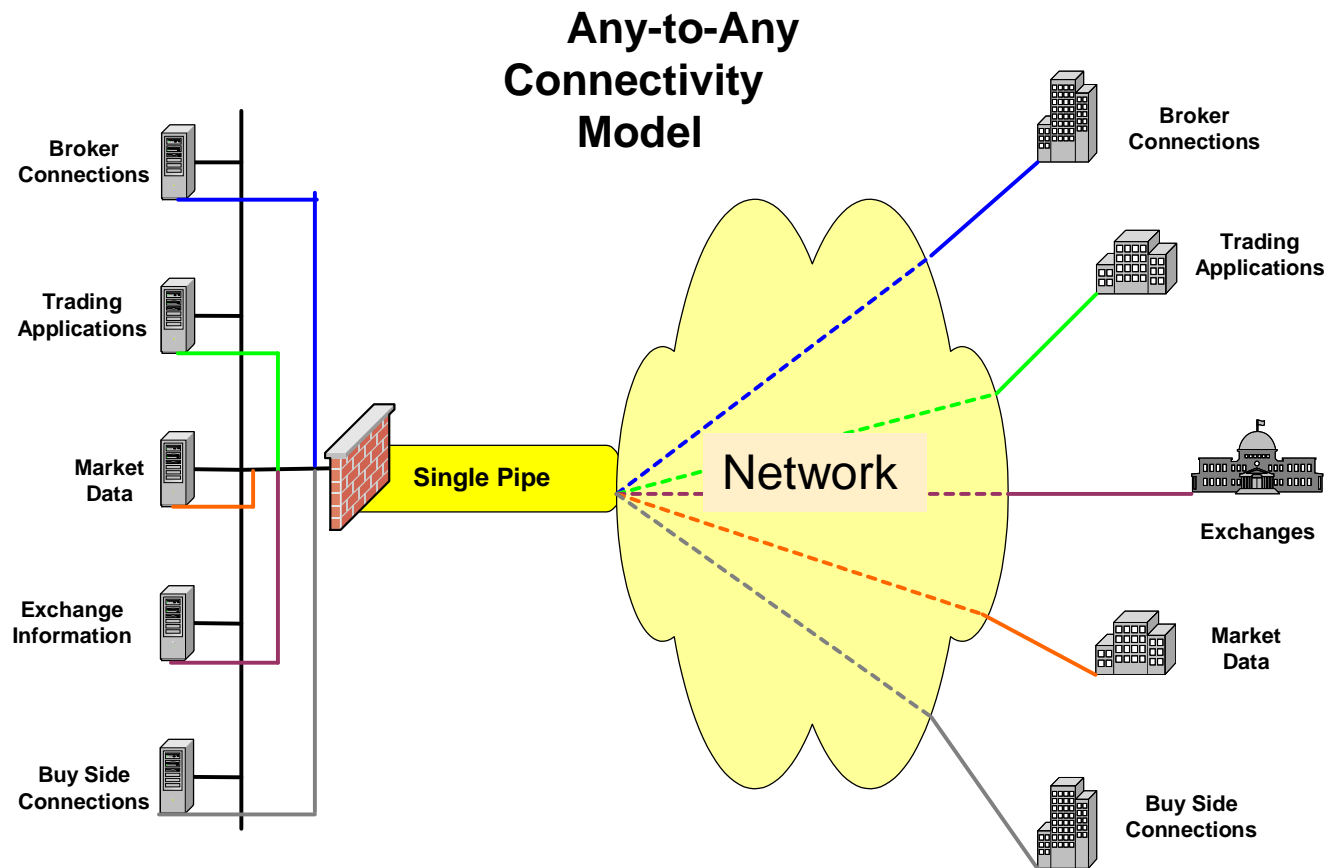 Any-to-Any
Connectivity
Model
Broker
Connections
Trading
Applications
Market
Data
Exchange
Information
Buy Side
Connections
Single Pipe
Network
Broker
Connections
Trading
Applications
Exchanges
Market
Data
Buy Side
Connections